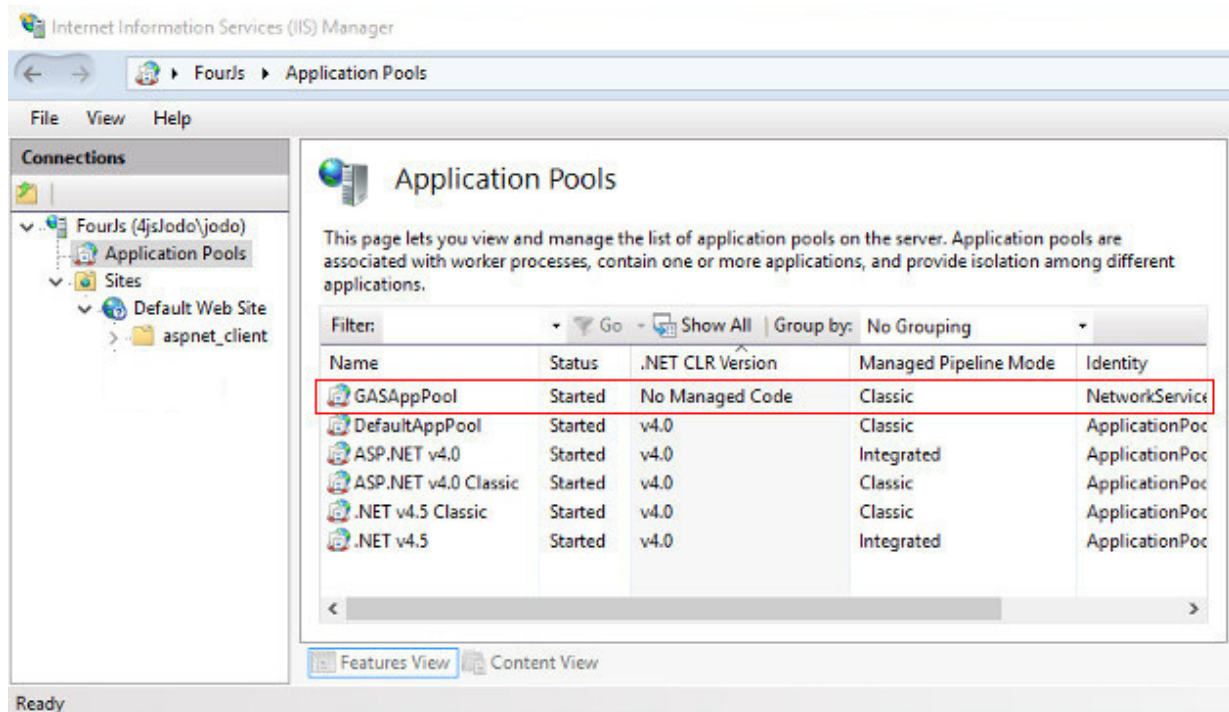 Internet Information Services (IIS) Manager
FourJs Application Pools
File View Help
Connections
FourJs (4jsJodo\jodo)
Application Pools
Sites
Default Web Site
aspnet_client
Application Pools
This page lets you view and manage the list of application pools on the server. Application pools are
associated with worker processes, contain one or more applications, and provide isolation among different
applications.
Filter: Go Show All Group by: No Grouping
Name Status .NET CLR Version Managed Pipeline Mode Identity
GASAppPool Started No Managed Code Classic NetworkService
DefaultAppPool Started v4.0 Classic ApplicationPoo
ASP.NET v4.0 Started v4.0 Integrated ApplicationPoo
ASP.NET v4.0 Classic Started v4.0 Classic ApplicationPoo
.NET v4.5 Classic Started v4.0 Classic ApplicationPoo
.NET v4.5 Started v4.0 Integrated ApplicationPoo
Features View Content View
Ready